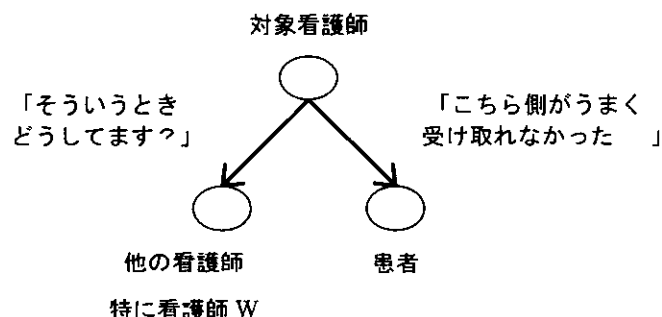 対象看護師
「そういうとき
どうしてます?」
「こちら側がうまく
受け取れなかった 」
他の看護師
特に看護師 W
患者